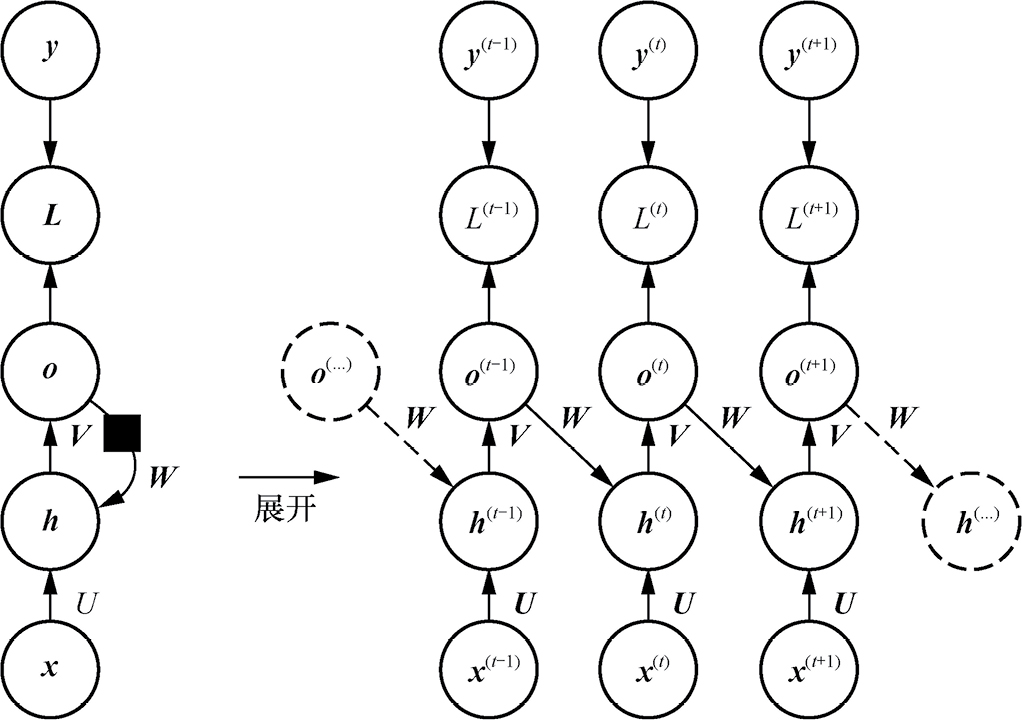 y y⁽ᵗ⁻¹⁾ y⁽ᵗ⁾ y⁽ᵗ⁺¹⁾
L L⁽ᵗ⁻¹⁾ L⁽ᵗ⁾ L⁽ᵗ⁺¹⁾
o o⁽…⁾ o⁽ᵗ⁻¹⁾ o⁽ᵗ⁾ o⁽ᵗ⁺¹⁾
V W W V W V W V W
展开
h h⁽ᵗ⁻¹⁾ h⁽ᵗ⁾ h⁽ᵗ⁺¹⁾ h⁽…⁾
U U U U
x x⁽ᵗ⁻¹⁾ x⁽ᵗ⁾ x⁽ᵗ⁺¹⁾